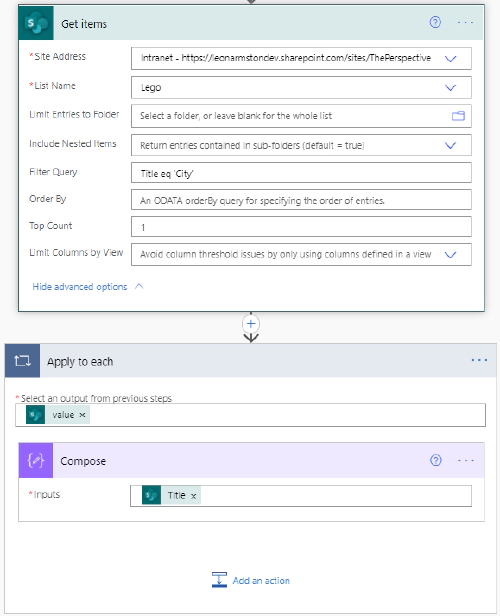 Get items
* Site Address
Intranet - https://leonarmstondev.sharepoint.com/sites/ThePerspective
* List Name
Lego
Limit Entries to Folder
Select a folder, or leave blank for the whole list
Include Nested Items
Return entries contained in sub-folders (default = true)
Filter Query
Title eq 'City'
Order By
An ODATA orderBy query for specifying the order of entries.
Top Count
1
Limit Columns by View
Avoid column threshold issues by only using columns defined in a view
Hide advanced options
Apply to each
* Select an output from previous steps
value ×
Compose
* Inputs
Title ×
Add an action